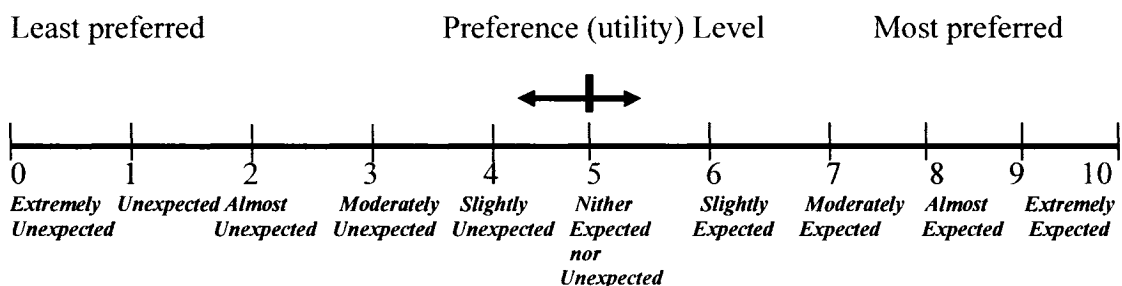 Least preferred Preference (utility) Level Most preferred
0 1 2 3 4 5 6 7 8 9 10
Extremely Unexpected Almost Moderately Slightly Nither Slightly Moderately Almost Extremely
Unexpected Unexpected Unexpected Unexpected Expected Expected Expected Expected Expected
nor
Unexpected